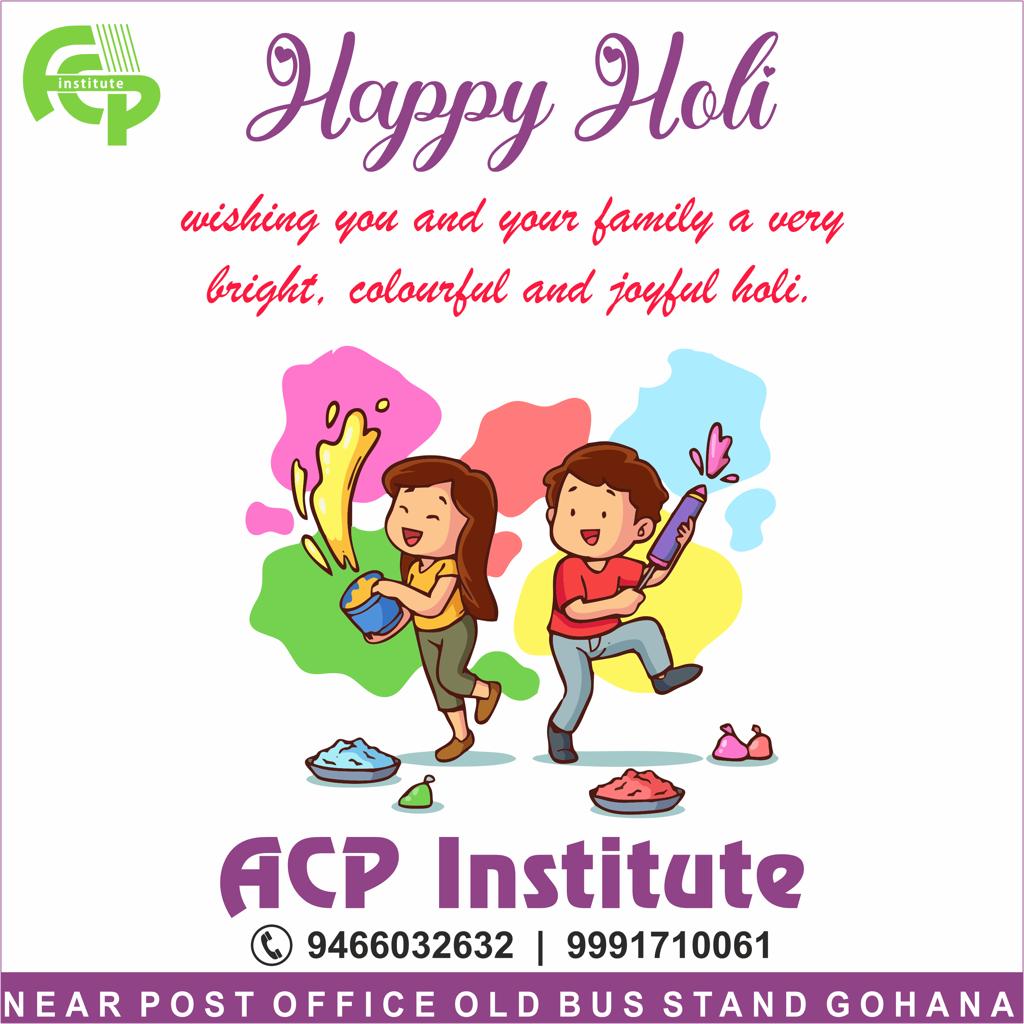 ACP
institute
Happy Holi
wishing you and your family a very
bright, colourful and joyful holi.
ACP Institute
9466032632 | 9991710061
NEAR POST OFFICE OLD BUS STAND GOHANA